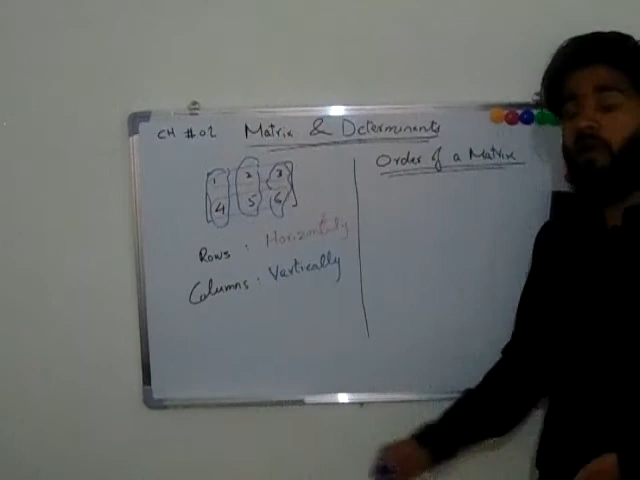 CH # 02 Matrix & Determinants
1 2 3
4 5 6
Rows : Horizontally
Columns : Vertically
Order of a Matrix